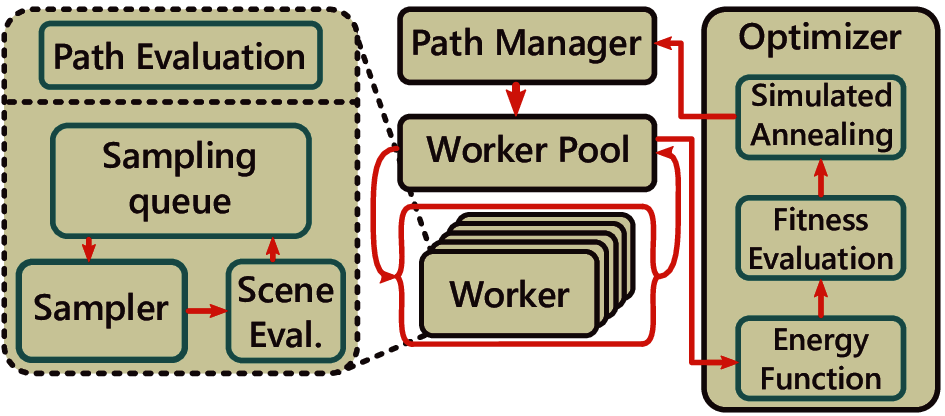 Path Evaluation
Sampling
queue
Sampler
Scene
Eval.
Path Manager
Worker Pool
Worker
Optimizer
Simulated
Annealing
Fitness
Evaluation
Energy
Function